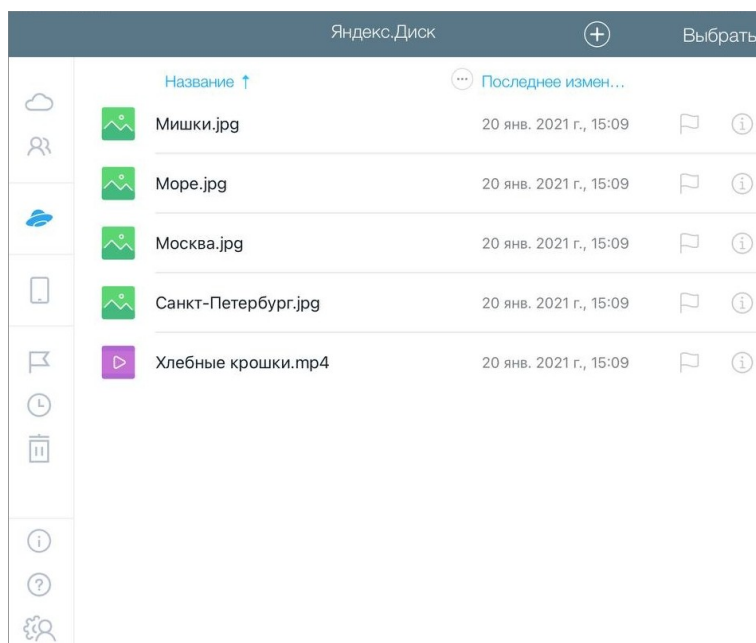 Яндекс.Диск Выбрать
Название ↑ Последнее измен...
Мишки.jpg 20 янв. 2021 г., 15:09
Море.jpg 20 янв. 2021 г., 15:09
Москва.jpg 20 янв. 2021 г., 15:09
Санкт-Петербург.jpg 20 янв. 2021 г., 15:09
Хлебные крошки.mp4 20 янв. 2021 г., 15:09